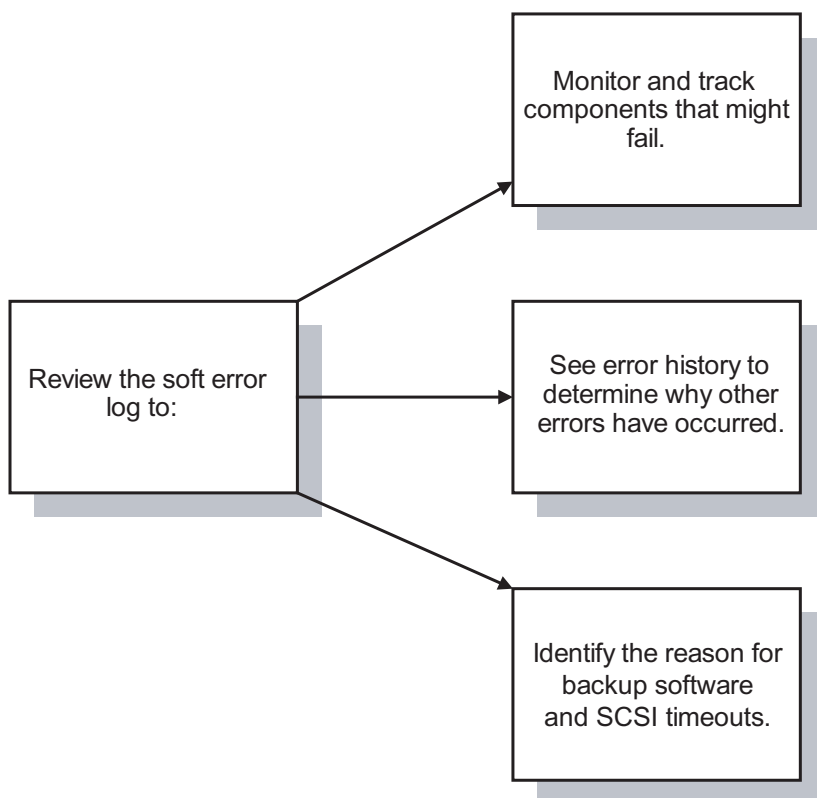 Monitor and track
components that might
fail.
Review the soft error
log to:
See error history to
determine why other
errors have occurred.
Identify the reason for
backup software
and SCSI timeouts.